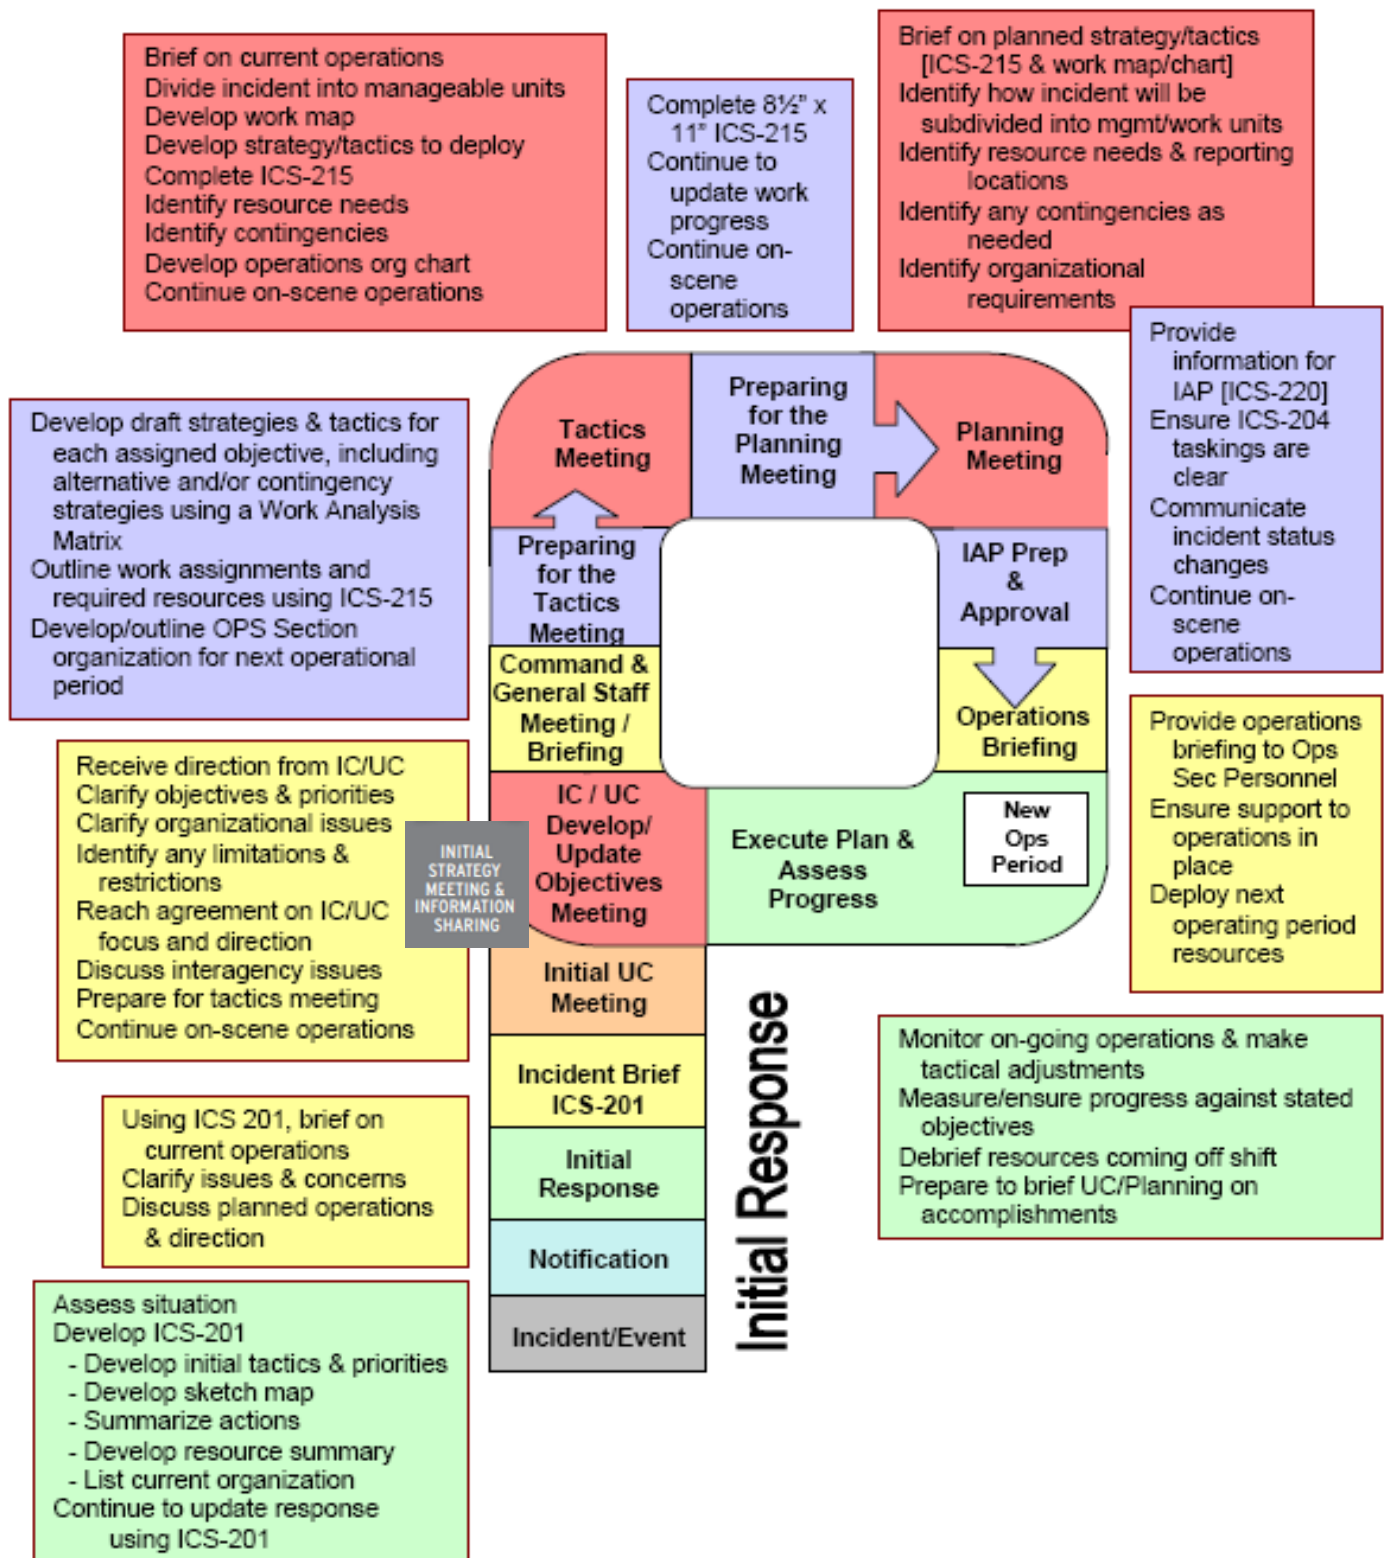 Brief on current operations
Divide incident into manageable units
Develop work map
Develop strategy/tactics to deploy
Complete ICS-215
Identify resource needs
Identify contingencies
Develop operations org chart
Continue on-scene operations
Complete 8½” x
11” ICS-215
Continue to
update work
progress
Continue on-
scene
operations
Brief on planned strategy/tactics
[ICS-215 & work map/chart]
Identify how incident will be
subdivided into mgmt/work units
Identify resource needs & reporting
locations
Identify any contingencies as
needed
Identify organizational
requirements
Provide
information for
IAP [ICS-220]
Ensure ICS-204
taskings are
clear
Communicate
incident status
changes
Continue on-
scene
operations
Develop draft strategies & tactics for
each assigned objective, including
alternative and/or contingency
strategies using a Work Analysis
Matrix
Outline work assignments and
required resources using ICS-215
Develop/outline OPS Section
organization for next operational
period
Tactics
Meeting
Preparing
for the
Planning
Meeting
Planning
Meeting
Preparing
for the
Tactics
Meeting
IAP Prep
&
Approval
Command &
General Staff
Meeting /
Briefing
Operations
Briefing
Provide operations
briefing to Ops
Sec Personnel
Ensure support to
operations in
place
Deploy next
operating period
resources
Receive direction from IC/UC
Clarify objectives & priorities
Clarify organizational issues
Identify any limitations &
restrictions
Reach agreement on IC/UC
focus and direction
Discuss interagency issues
Prepare for tactics meeting
Continue on-scene operations
INITIAL
STRATEGY
MEETING &
INFORMATION
SHARING
IC / UC
Develop/
Update
Objectives
Meeting
Execute Plan &
Assess
Progress
New
Ops
Period
Initial UC
Meeting
Incident Brief
ICS-201
Initial
Response
Notification
Incident/Event
Initial Response
Monitor on-going operations & make
tactical adjustments
Measure/ensure progress against stated
objectives
Debrief resources coming off shift
Prepare to brief UC/Planning on
accomplishments
Using ICS 201, brief on
current operations
Clarify issues & concerns
Discuss planned operations
& direction
Assess situation
Develop ICS-201
- Develop initial tactics & priorities
- Develop sketch map
- Summarize actions
- Develop resource summary
- List current organization
Continue to update response
using ICS-201